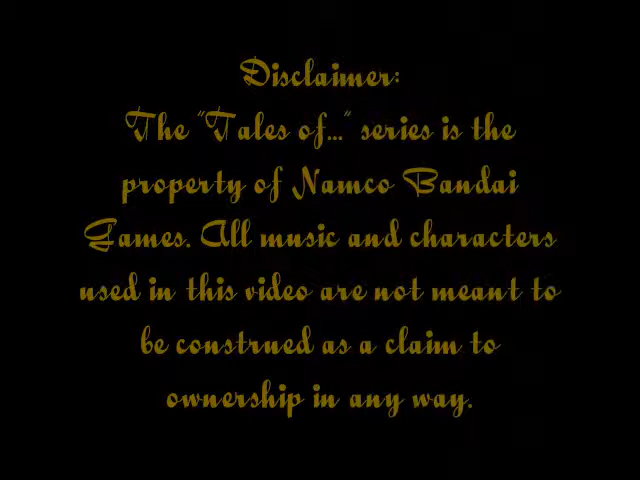 Disclaimer:
The "Tales of..." series is the
property of Namco Bandai
Games. All music and characters
used in this video are not meant to
be construed as a claim to
ownership in any way.